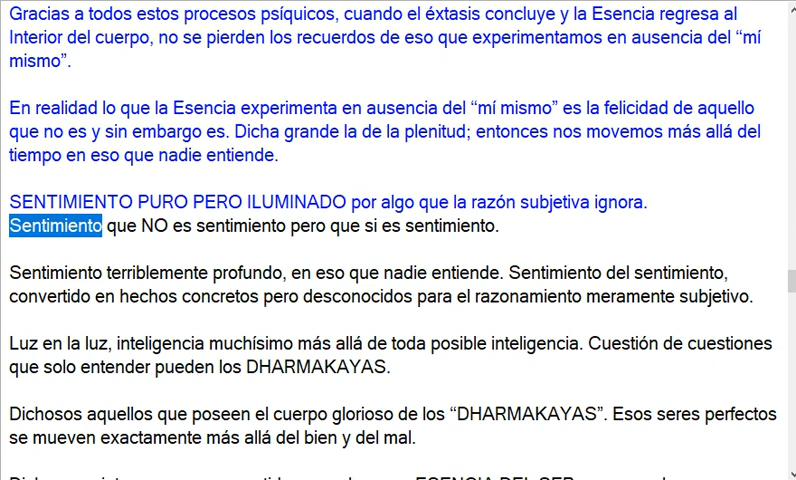 Gracias a todos estos procesos psíquicos, cuando el éxtasis concluye y la Esencia regresa al
Interior del cuerpo, no se pierden los recuerdos de eso que experimentamos en ausencia del “mí
mismo”.
En realidad lo que la Esencia experimenta en ausencia del “mí mismo” es la felicidad de aquello
que no es y sin embargo es. Dicha grande la de la plenitud; entonces nos movemos más allá del
tiempo en eso que nadie entiende.
SENTIMIENTO PURO PERO ILUMINADO por algo que la razón subjetiva ignora.
Sentimiento que NO es sentimiento pero que si es sentimiento.
Sentimiento terriblemente profundo, en eso que nadie entiende. Sentimiento del sentimiento,
convertido en hechos concretos pero desconocidos para el razonamiento meramente subjetivo.
Luz en la luz, inteligencia muchísimo más allá de toda posible inteligencia. Cuestión de cuestiones
que solo entender pueden los DHARMAKAYAS.
Dichosos aquellos que poseen el cuerpo glorioso de los “DHARMAKAYAS”. Esos seres perfectos
se mueven exactamente más allá del bien y del mal.
ESENCIA DEL SER